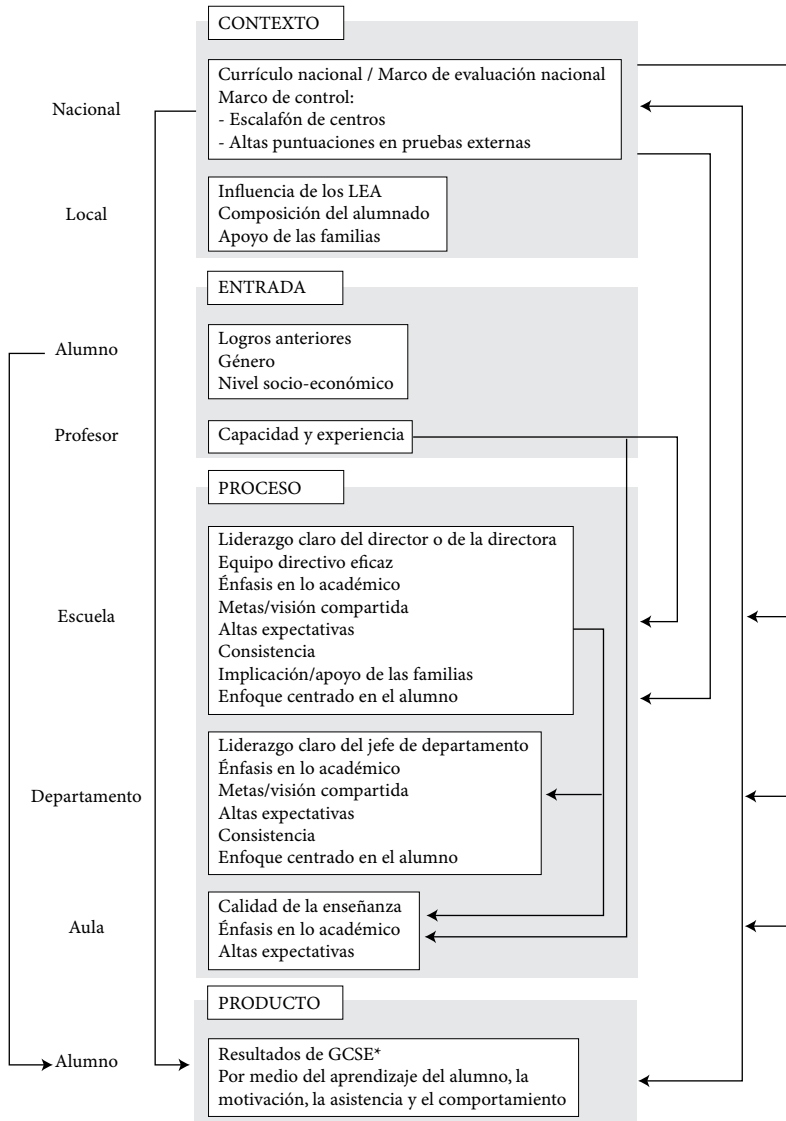 CONTEXTO
Currículo nacional / Marco de evaluación nacional
Marco de control:
- Escalafón de centros
- Altas puntuaciones en pruebas externas
Nacional
Influencia de los LEA
Composición del alumnado
Apoyo de las familias
Local
ENTRADA
Logros anteriores
Género
Nivel socio-económico
Alumno
Profesor
Capacidad y experiencia
PROCESO
Liderazgo claro del director o de la directora
Equipo directivo eficaz
Énfasis en lo académico
Metas/visión compartida
Altas expectativas
Consistencia
Implicación/apoyo de las familias
Enfoque centrado en el alumno
Escuela
Liderazgo claro del jefe de departamento
Énfasis en lo académico
Metas/visión compartida
Altas expectativas
Consistencia
Enfoque centrado en el alumno
Departamento
Calidad de la enseñanza
Énfasis en lo académico
Altas expectativas
Aula
PRODUCTO
Alumno
Resultados de GCSE*
Por medio del aprendizaje del alumno, la
motivación, la asistencia y el comportamiento